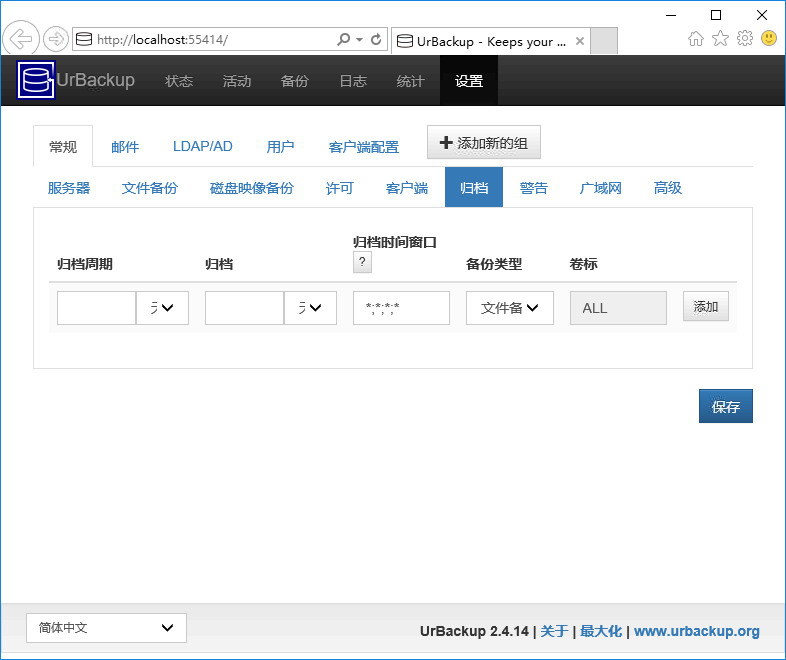 http://localhost:55414/
UrBackup - Keeps your ...
UrBackup 状态 活动 备份 日志 统计 设置
常规 邮件 LDAP/AD 用户 客户端配置 添加新的组
服务器 文件备份 磁盘映像备份 许可 客户端 归档 警告 广域网 高级
归档周期 归档 归档时间窗口 ? 备份类型 卷标
*;*;*;* 文件备 ALL 添加
保存
简体中文
UrBackup 2.4.14 | 关于 | 最大化 | www.urbackup.org